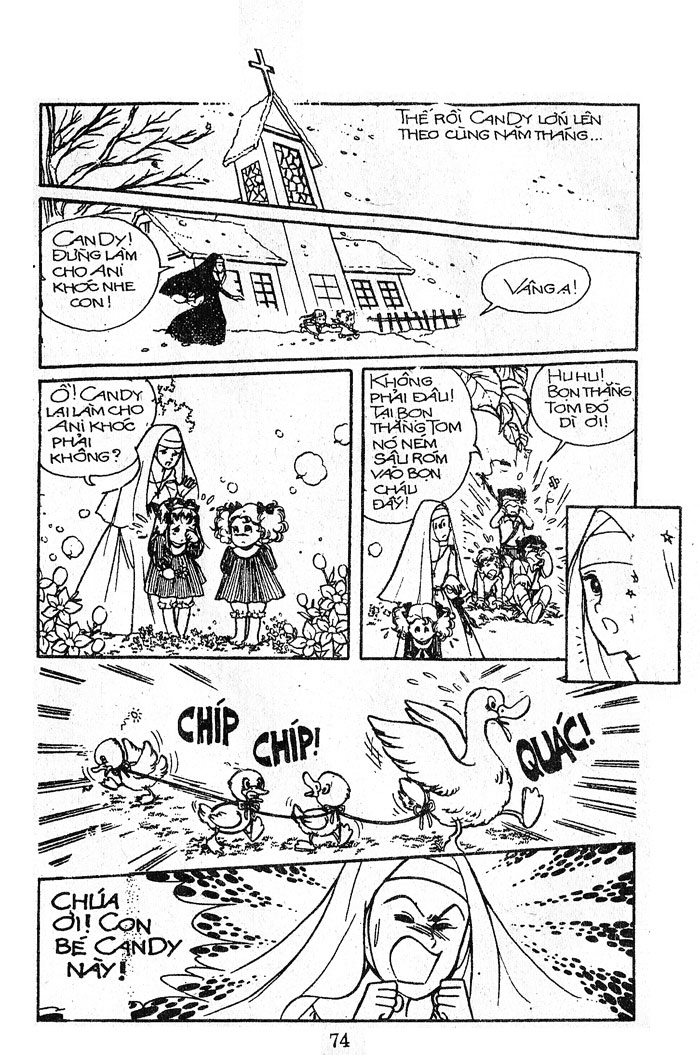 THẾ RỒI CANDY LỚN LÊN
THEO CÙNG NĂM THÁNG...
CANDY!
ĐỪNG LÀM
CHO ANI
KHÓC NHE
CON!
VÂNG Ạ!
Ồ! CANDY
LẠI LÀM CHO
ANI KHÓC
PHẢI
KHÔNG?
KHÔNG
PHẢI ĐÂU!
TẠI BỌN
THẰNG TOM
NÓ NÉM
SÂU RÓM
VÀO BỌN
CHÁU
ĐẤY!
HU HU!
BỌN THẰNG
TOM ĐÓ
DÌ ƠI!
CHÍP
CHÍP!
QUÁC!
CHÚA
ƠI! CON
BÉ CANDY
NÀY!
74